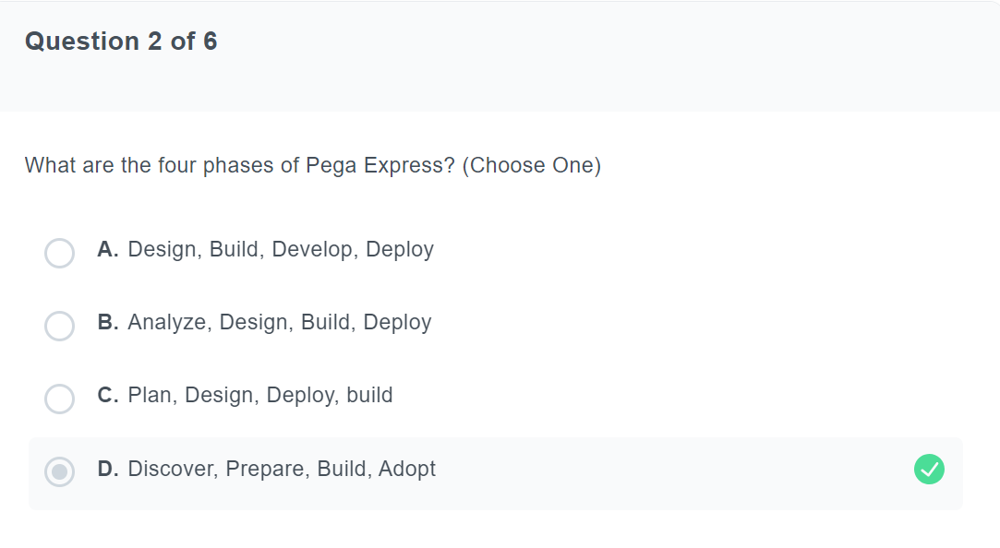 Question 2 of 6
What are the four phases of Pega Express? (Choose One)
A. Design, Build, Develop, Deploy
B. Analyze, Design, Build, Deploy
C. Plan, Design, Deploy, build
D. Discover, Prepare, Build, Adopt